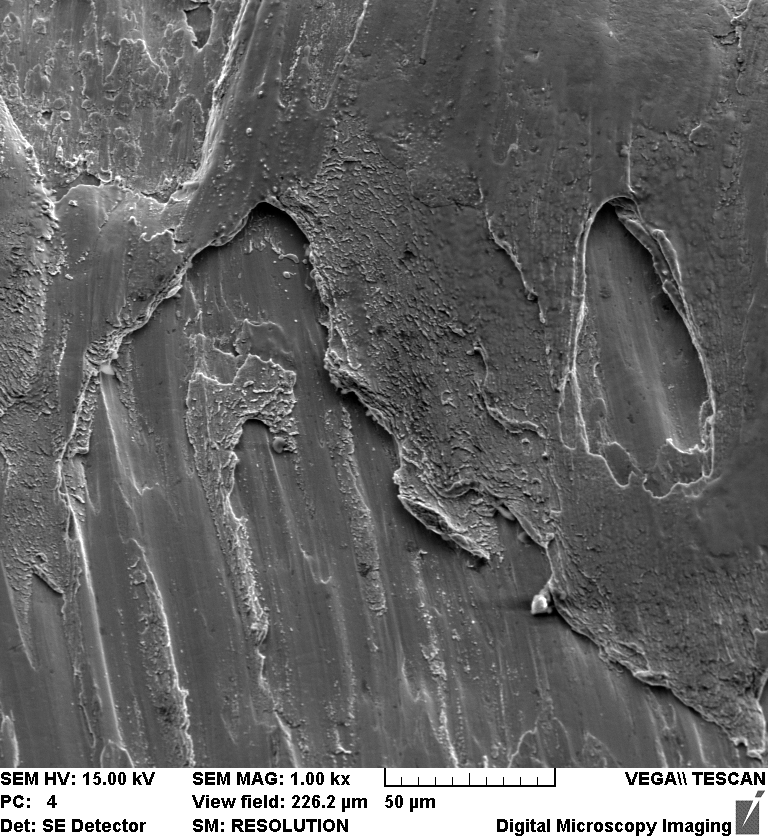 SEM HV: 15.00 kV SEM MAG: 1.00 kx VEGA\\ TESCAN
PC: 4 View field: 226.2 µm 50 µm
Det: SE Detector SM: RESOLUTION Digital Microscopy Imaging